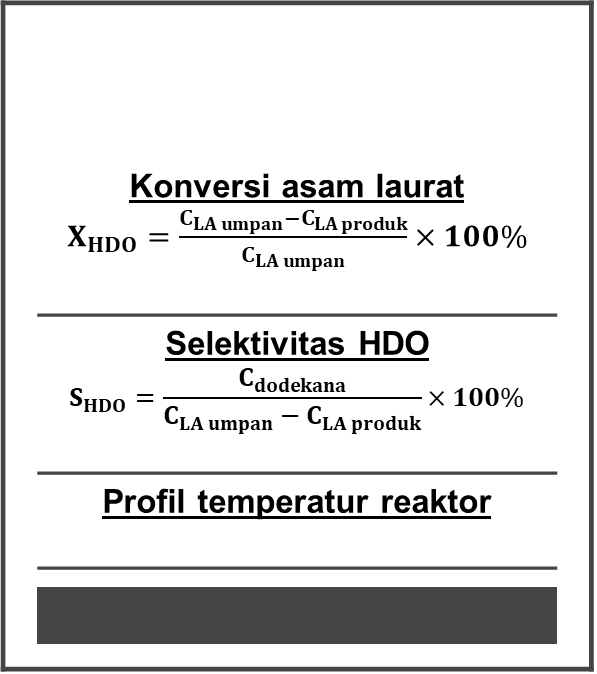 Konversi asam laurat
X_HDO = (C_LA umpan − C_LA produk) / C_LA umpan × 100%
Selektivitas HDO
S_HDO = C_dodekana / (C_LA umpan − C_LA produk) × 100%
Profil temperatur reaktor